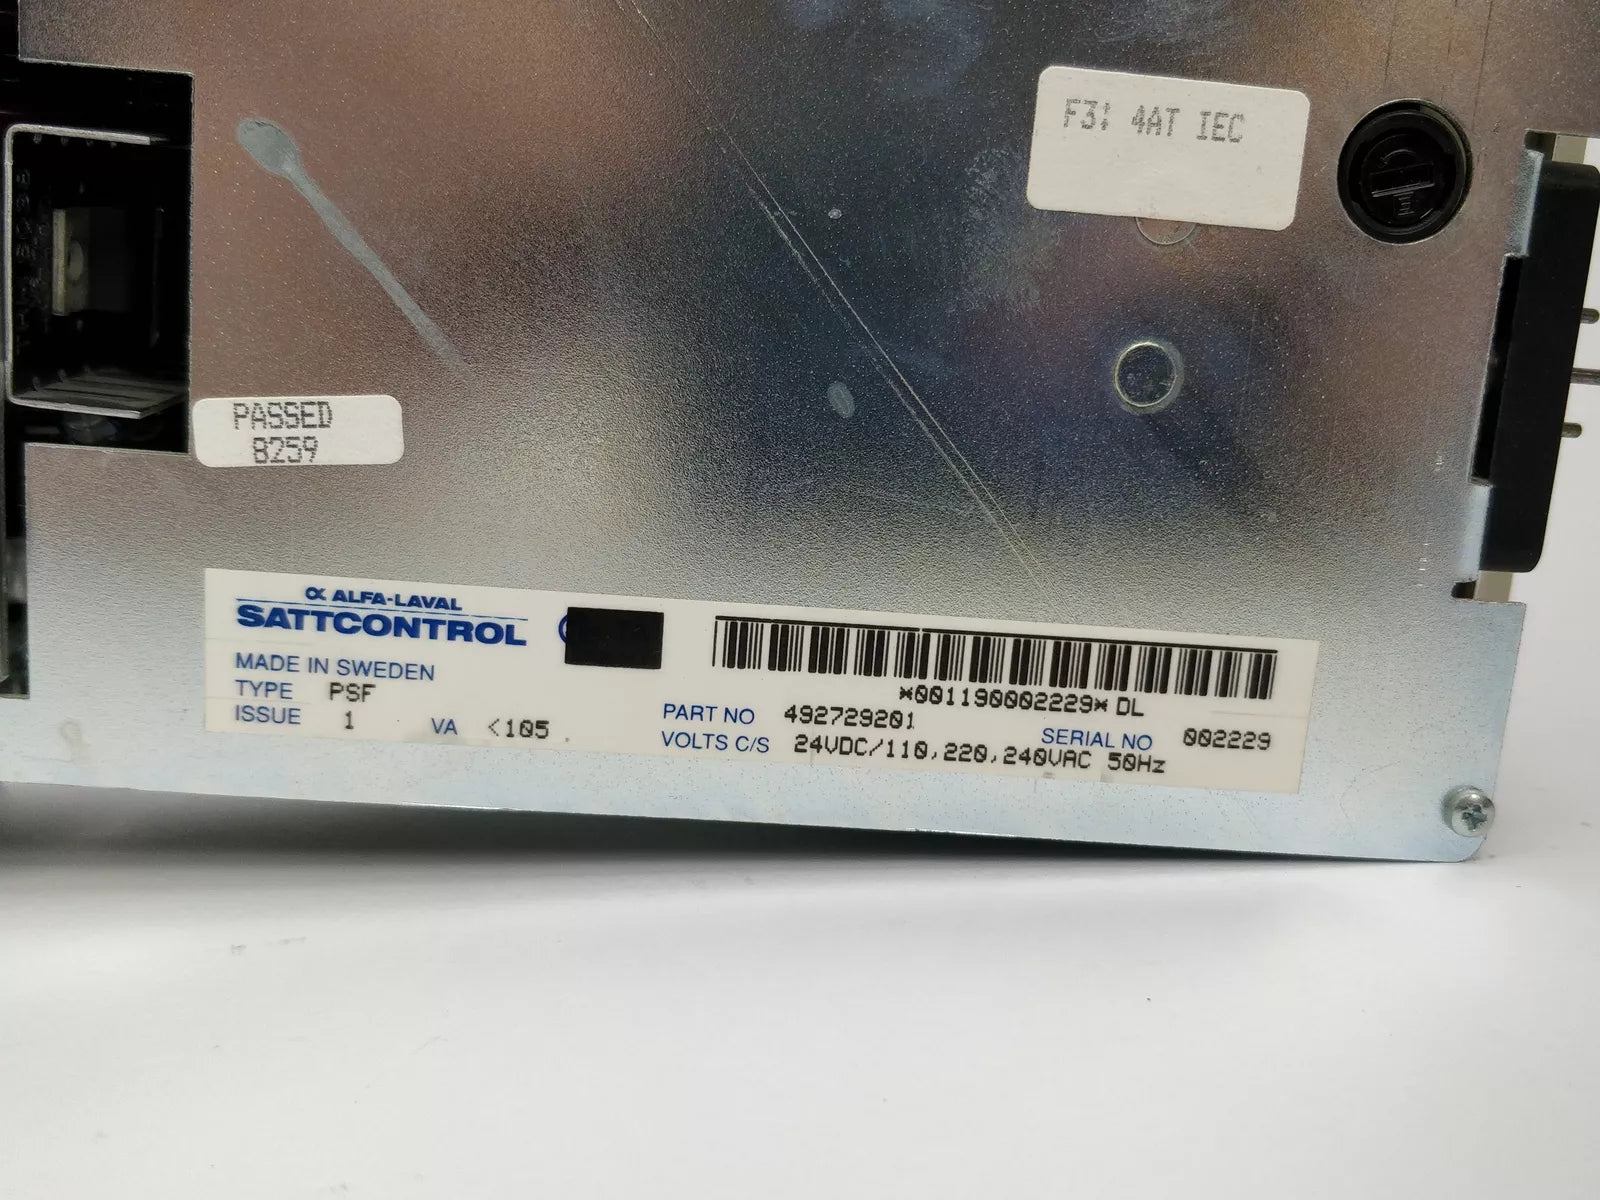 F3: 4AT IEC
PASSED
8259
α ALFA-LAVAL
SATTCONTROL
MADE IN SWEDEN
TYPE PSF
ISSUE 1 VA <105
*001190002229* DL
PART NO 492729201 SERIAL NO 002229
VOLTS C/S 24VDC/110,220,240VAC 50Hz